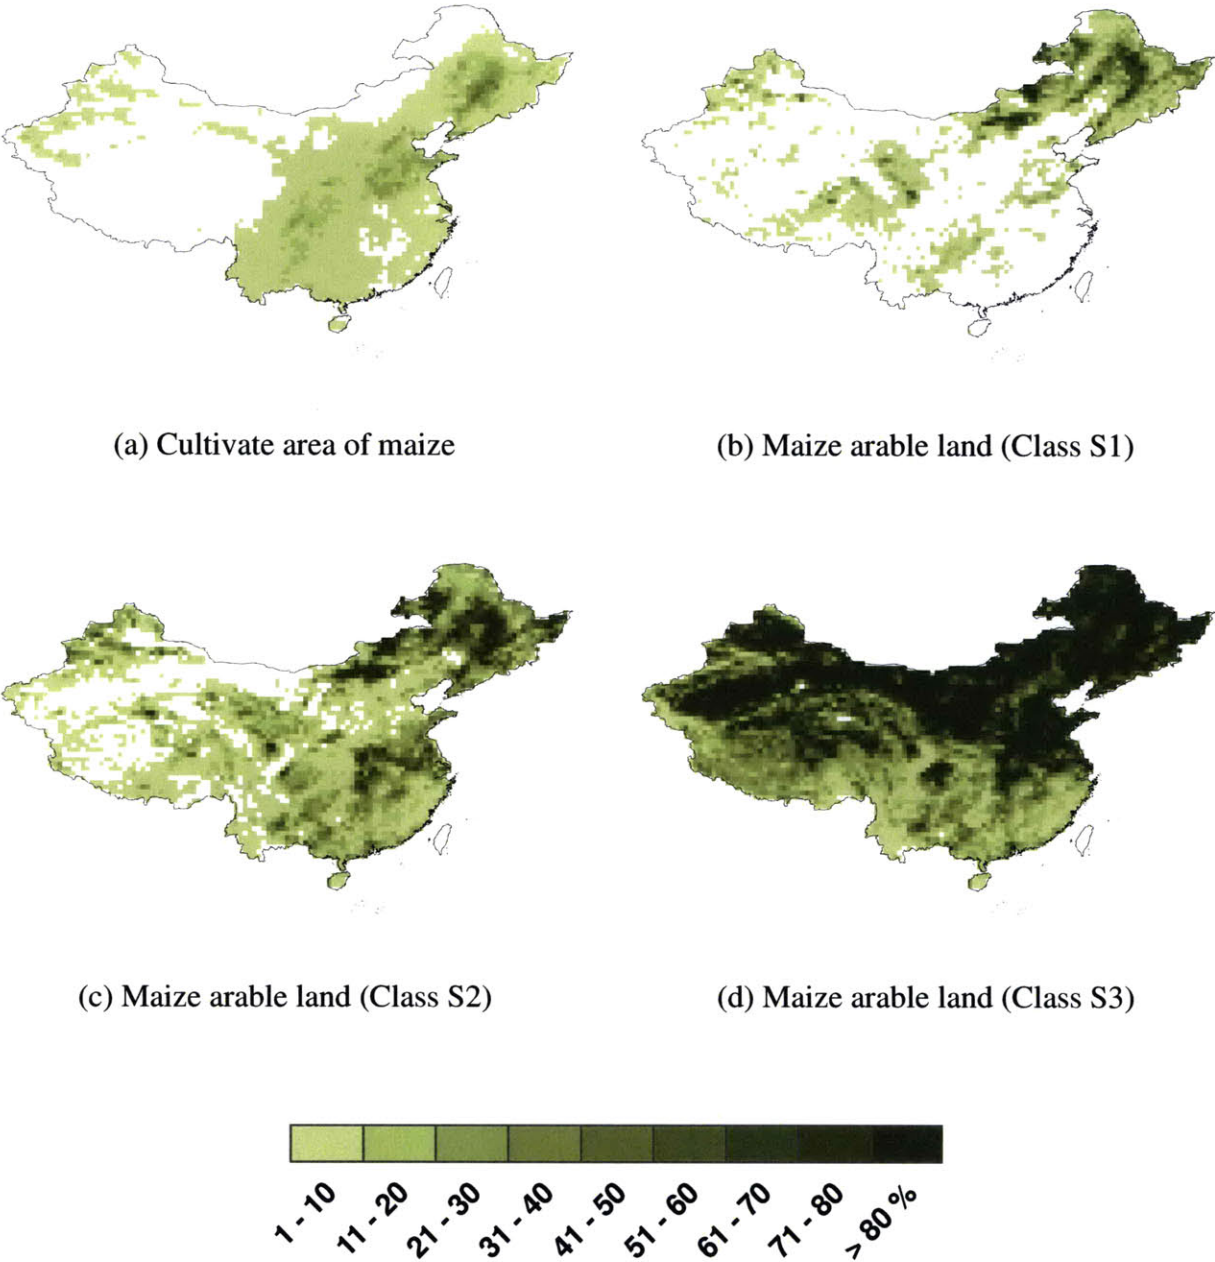 (a) Cultivate area of maize
(b) Maize arable land (Class S1)
(c) Maize arable land (Class S2)
(d) Maize arable land (Class S3)
1 - 10
11 - 20
21 - 30
31 - 40
41 - 50
51 - 60
61 - 70
71 - 80
> 80 %